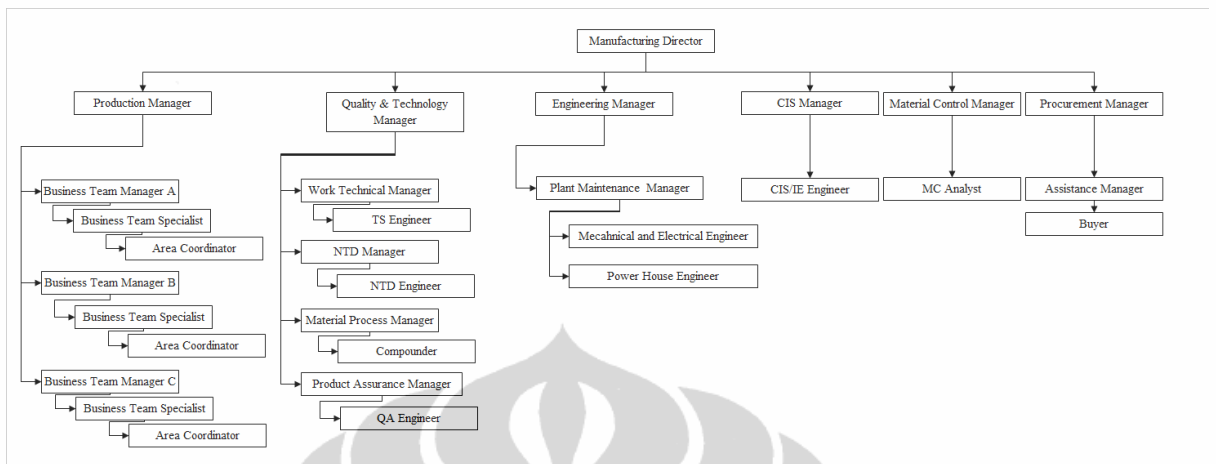 Manufacturing Director
Production Manager
Quality & Technology
Manager
Engineering Manager
CIS Manager
Material Control Manager
Procurement Manager
Business Team Manager A
Business Team Specialist
Area Coordinator
Business Team Manager B
Business Team Specialist
Area Coordinator
Business Team Manager C
Business Team Specialist
Area Coordinator
Work Technical Manager
TS Engineer
NTD Manager
NTD Engineer
Material Process Manager
Compounder
Product Assurance Manager
QA Engineer
Plant Maintenance Manager
Mecahnical and Electrical Engineer
Power House Engineer
CIS/IE Engineer
MC Analyst
Assistance Manager
Buyer